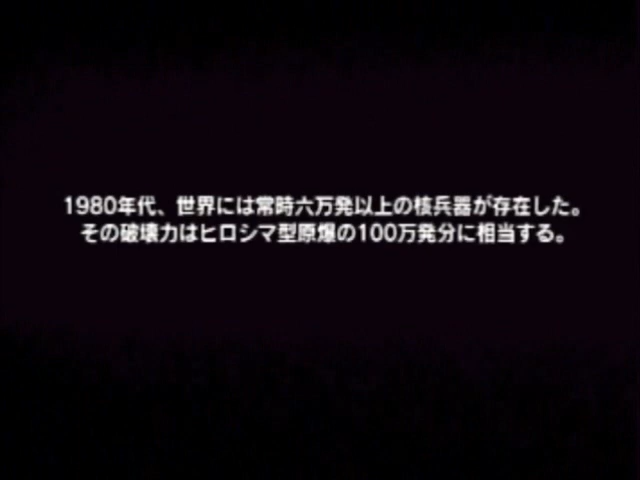 1980年代、世界には常時六万発以上の核兵器が存在した。
その破壊力はヒロシマ型原爆の100万発分に相当する。